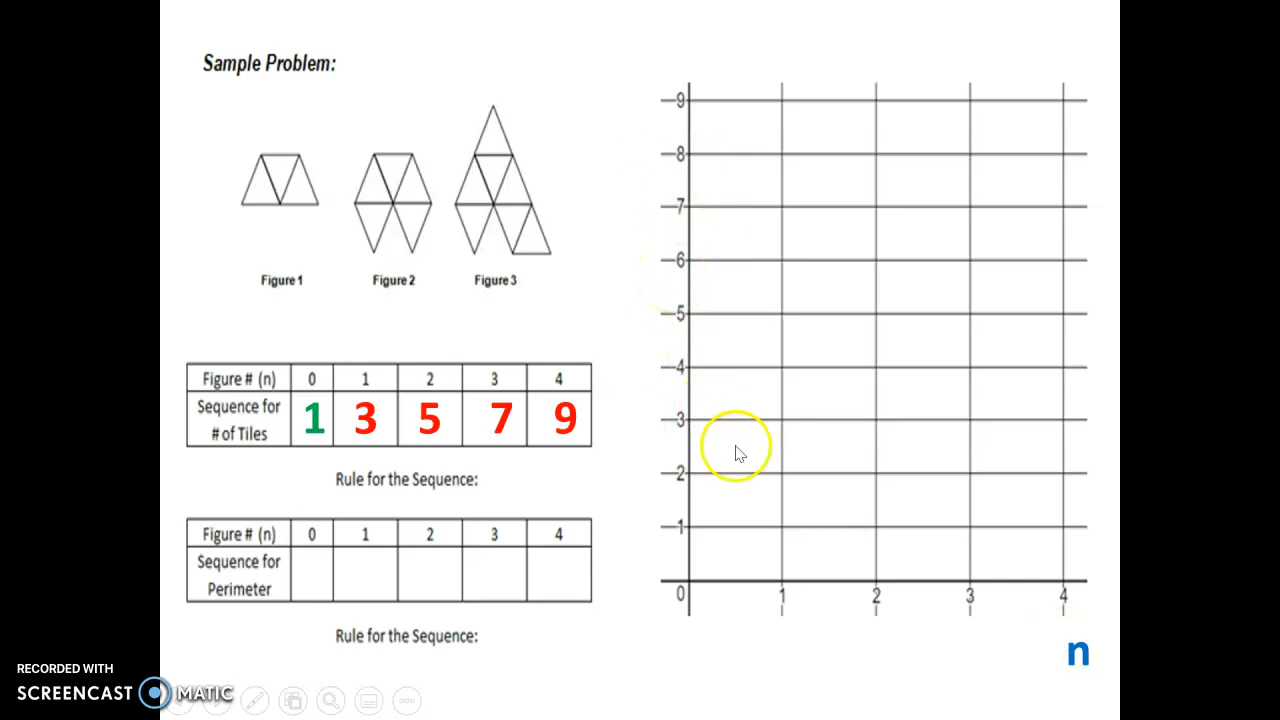 Sample Problem:
Figure 1
Figure 2
Figure 3
Figure # (n) 0 1 2 3 4
Sequence for # of Tiles 1 3 5 7 9
Rule for the Sequence:
Figure # (n) 0 1 2 3 4
Sequence for Perimeter
Rule for the Sequence:
9
8
7
6
5
4
3
2
1
0 1 2 3 4
n
RECORDED WITH
SCREENCAST MATIC